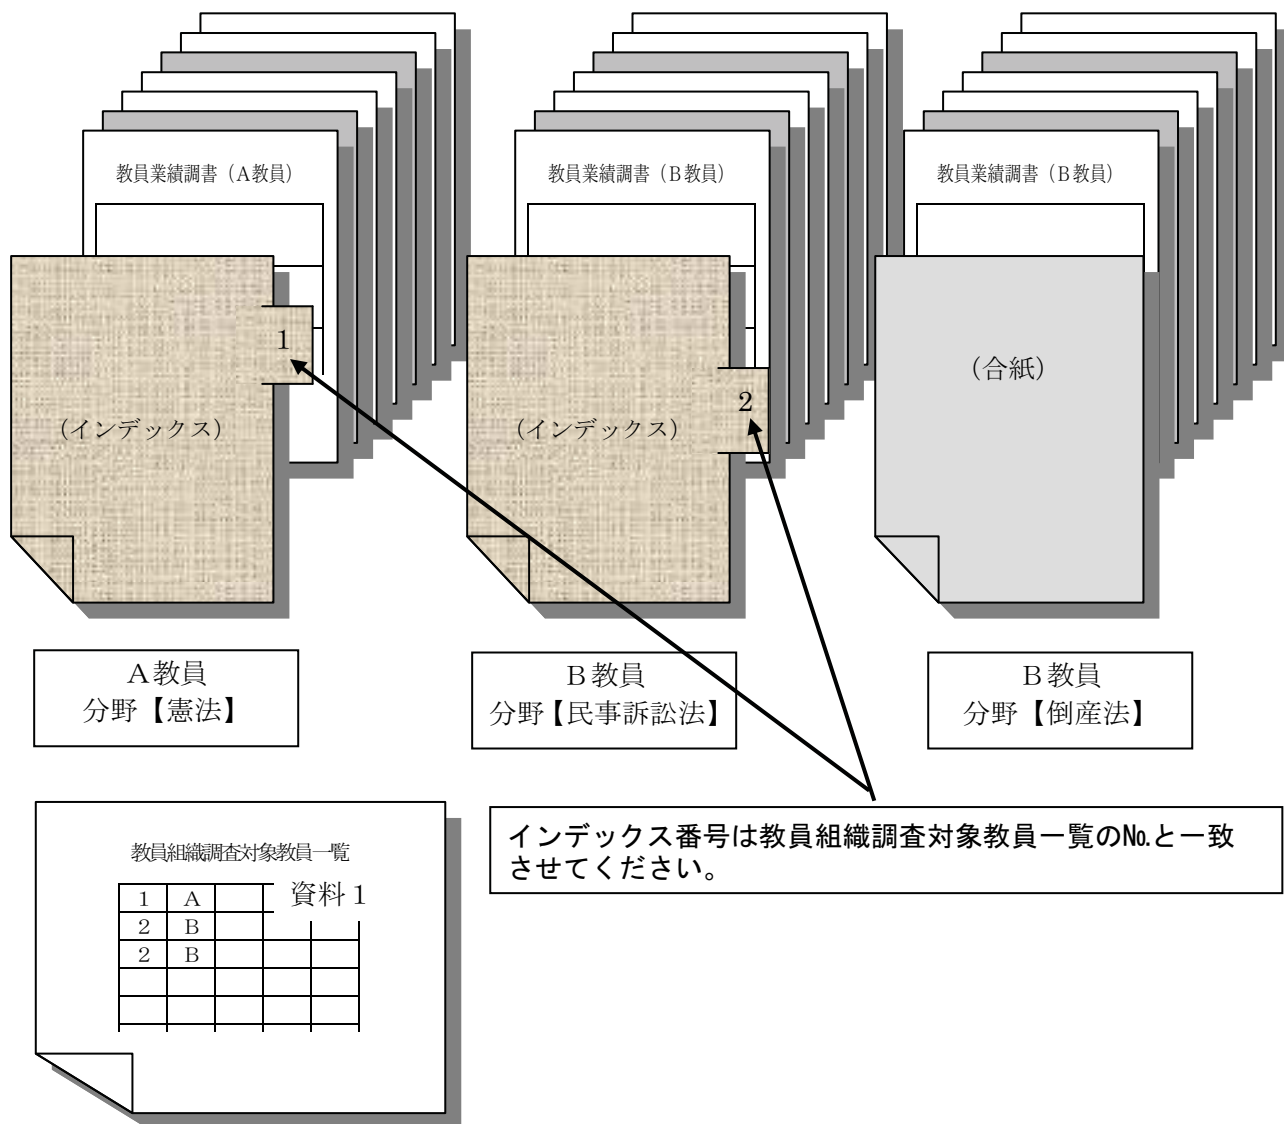 教員業績調書（Ａ教員）
教員業績調書（Ｂ教員）
教員業績調書（Ｂ教員）
1
（インデックス）
2
（インデックス）
（合紙）
Ａ教員
分野【憲法】
Ｂ教員
分野【民事訴訟法】
Ｂ教員
分野【倒産法】
インデックス番号は教員組織調査対象教員一覧の№と一致
させてください。
教員組織調査対象教員一覧
資料１
1 A
2 B
2 B